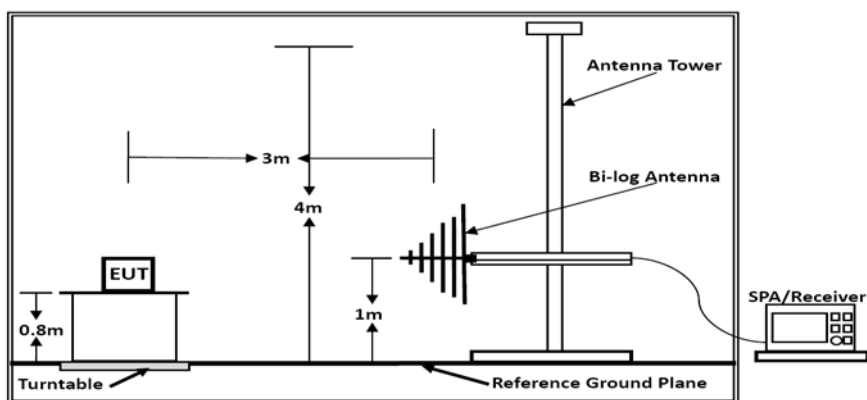 Antenna Tower
3m
Bi-log Antenna
4m
EUT
SPA/Receiver
0.8m
1m
Turntable
Reference Ground Plane